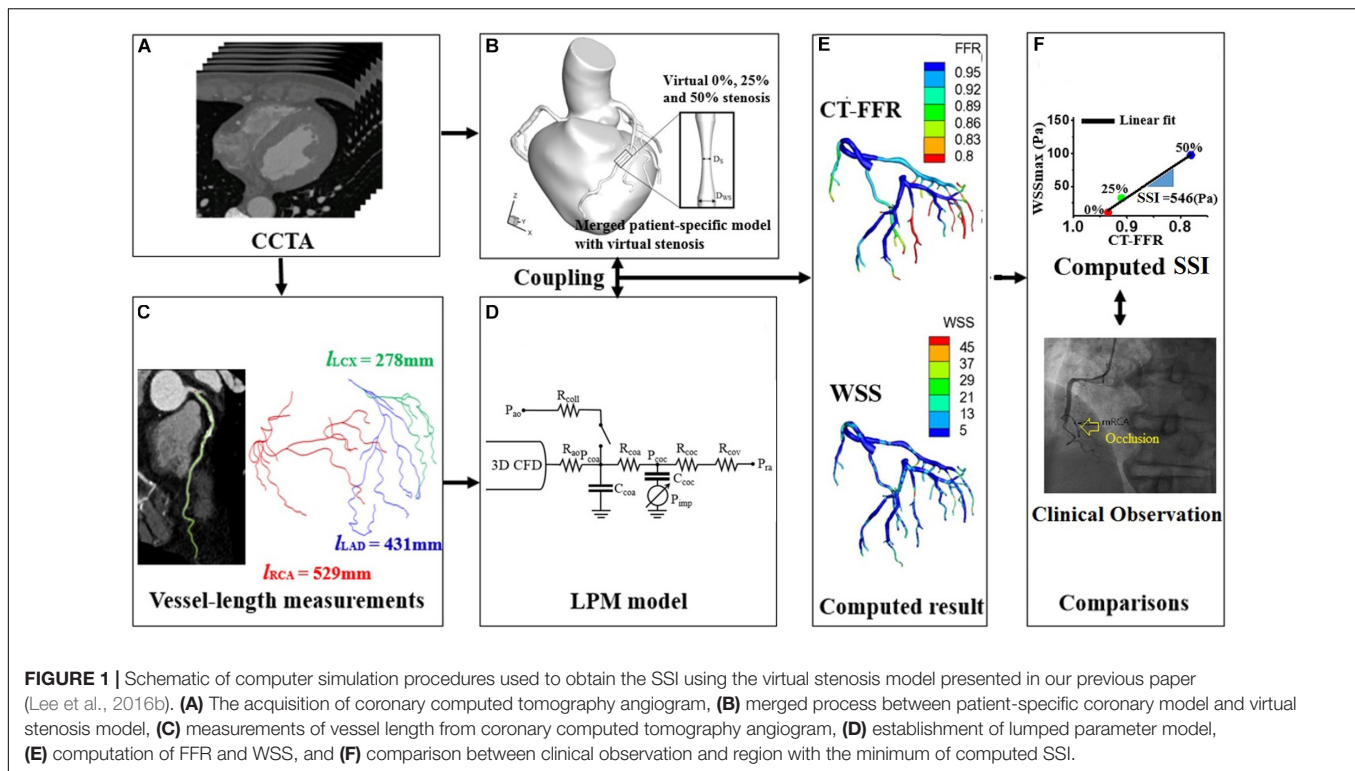 A
CCTA
B
Virtual 0%, 25%
and 50% stenosis
DS
DWS
Z
Y
X
Merged patient-specific model
with virtual stenosis
Coupling
C
lLCX = 278mm
lLAD = 431mm
lRCA = 529mm
Vessel-length measurements
D
Pao
Rcoll
3D CFD
Rao
Pcoa
Rcoa
Pcoc
Rcoc
Rcov
Pra
Ccoa
Ccoc
Pimp
LPM model
E
FFR
0.95
0.92
0.89
0.86
0.83
0.8
CT-FFR
WSS
45
37
29
21
13
5
WSS
Computed result
F
WSSmax (Pa)
150
100
50
Linear fit
50%
25%
0%
SSI =546(Pa)
1.0 0.9 0.8
CT-FFR
Computed SSI
mRCA
Occlusion
Clinical Observation
Comparisons
FIGURE 1 | Schematic of computer simulation procedures used to obtain the SSI using the virtual stenosis model presented in our previous paper
(Lee et al., 2016b). (A) The acquisition of coronary computed tomography angiogram, (B) merged process between patient-specific coronary model and virtual
stenosis model, (C) measurements of vessel length from coronary computed tomography angiogram, (D) establishment of lumped parameter model,
(E) computation of FFR and WSS, and (F) comparison between clinical observation and region with the minimum of computed SSI.